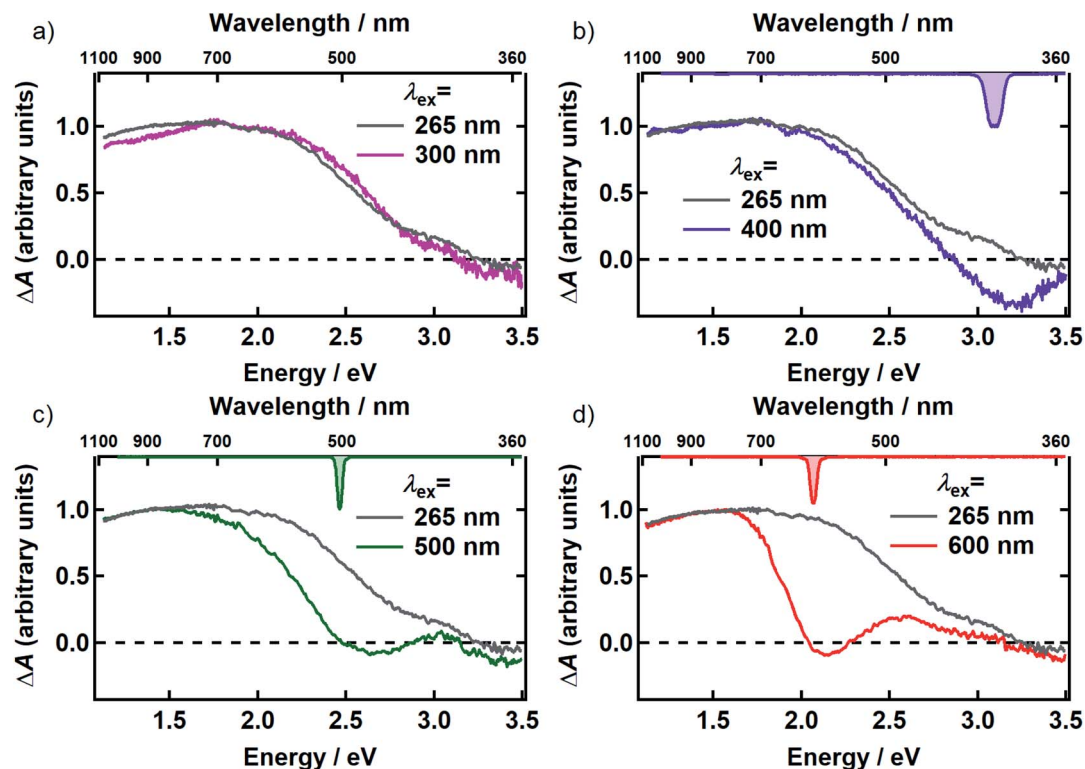 a)
Wavelength / nm
1100 900 700 500 360
λex=
265 nm
300 nm
ΔA (arbitrary units)
1.0
0.5
0.0
1.5 2.0 2.5 3.0 3.5
Energy / eV
b)
Wavelength / nm
1100 900 700 500 360
λex=
265 nm
400 nm
ΔA (arbitrary units)
1.0
0.5
0.0
1.5 2.0 2.5 3.0 3.5
Energy / eV
c)
Wavelength / nm
1100 900 700 500 360
λex=
265 nm
500 nm
ΔA (arbitrary units)
1.0
0.5
0.0
1.5 2.0 2.5 3.0 3.5
Energy / eV
d)
Wavelength / nm
1100 900 700 500 360
λex=
265 nm
600 nm
ΔA (arbitrary units)
1.0
0.5
0.0
1.5 2.0 2.5 3.0 3.5
Energy / eV